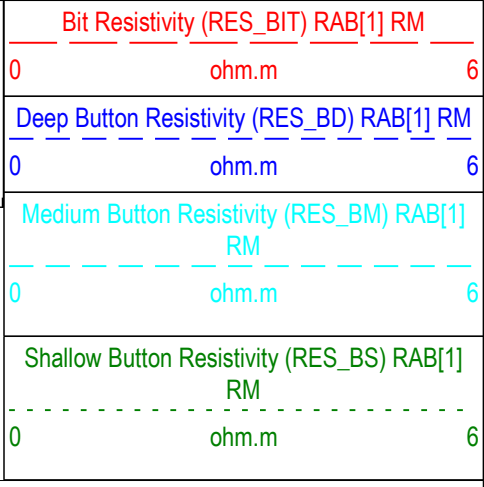 Bit Resistivity (RES_BIT) RAB[1] RM
0 ohm.m 6
Deep Button Resistivity (RES_BD) RAB[1] RM
0 ohm.m 6
Medium Button Resistivity (RES_BM) RAB[1]
RM
0 ohm.m 6
Shallow Button Resistivity (RES_BS) RAB[1]
RM
0 ohm.m 6